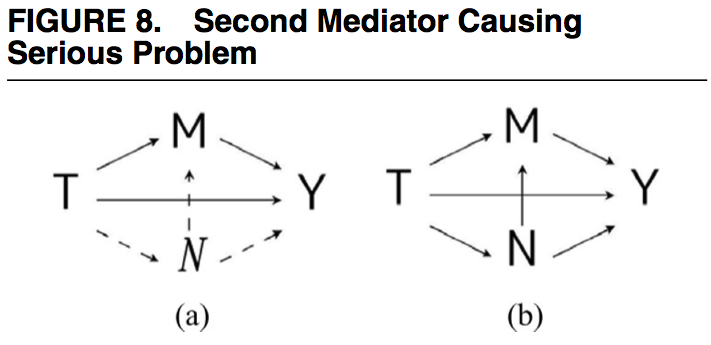 FIGURE 8. Second Mediator Causing
Serious Problem
M
T
Y
N
(a)
M
T
Y
N
(b)